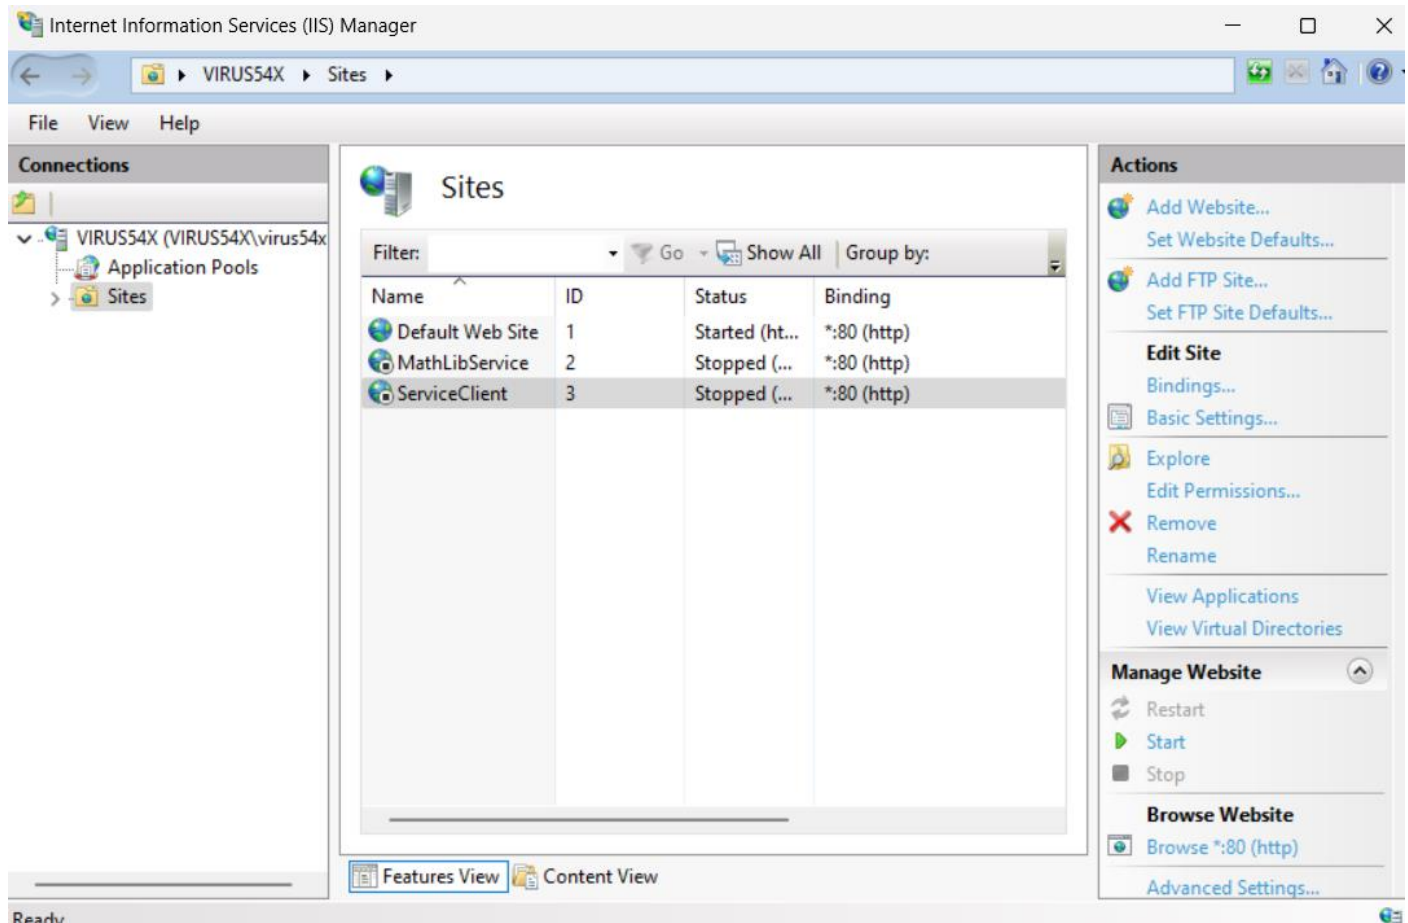 Internet Information Services (IIS) Manager
VIRUS54X Sites
File View Help
Connections
VIRUS54X (VIRUS54X\virus54x
Application Pools
Sites
Sites
Filter: Go Show All Group by:
Name ID Status Binding
Default Web Site 1 Started (ht... *:80 (http)
MathLibService 2 Stopped (... *:80 (http)
ServiceClient 3 Stopped (... *:80 (http)
Features View Content View
Actions
Add Website...
Set Website Defaults...
Add FTP Site...
Set FTP Site Defaults...
Edit Site
Bindings...
Basic Settings...
Explore
Edit Permissions...
Remove
Rename
View Applications
View Virtual Directories
Manage Website
Restart
Start
Stop
Browse Website
Browse *:80 (http)
Advanced Settings...
Ready